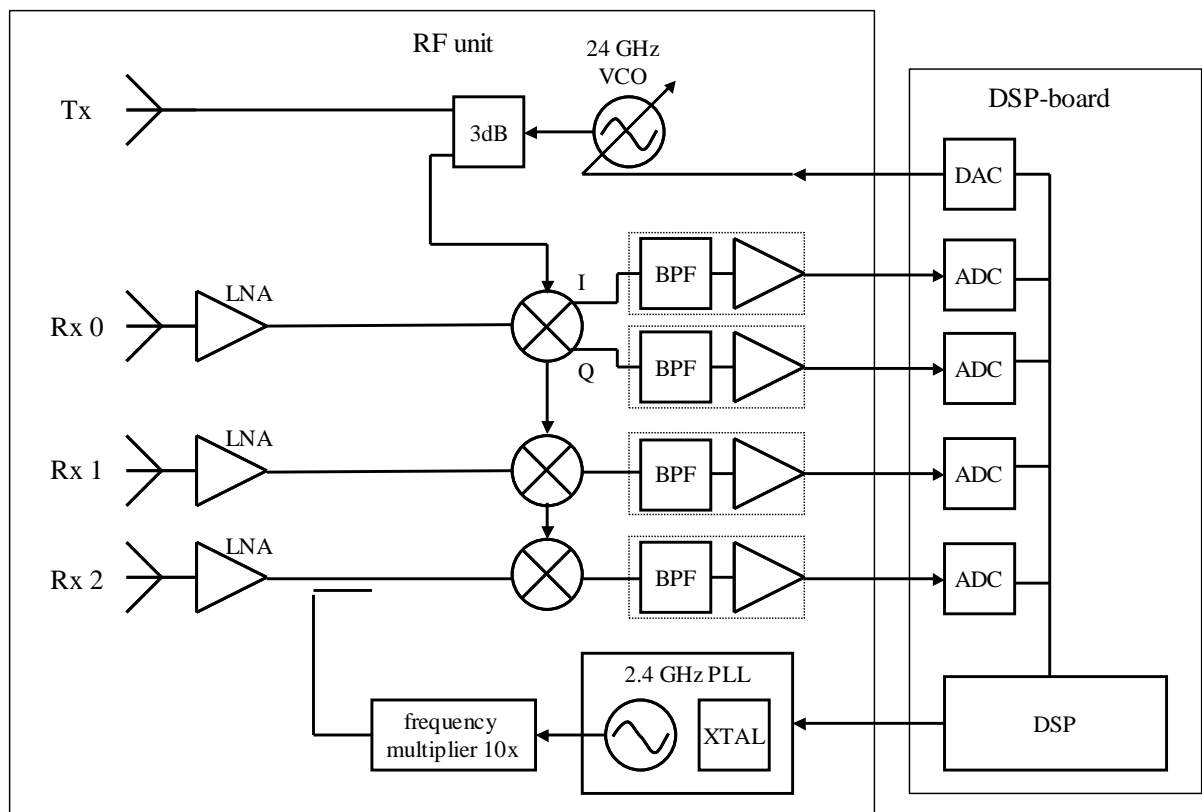 RF unit
24 GHz
VCO
DSP-board
Tx
3dB
DAC
I
BPF
ADC
LNA
Rx 0
Q
BPF
ADC
LNA
Rx 1
BPF
ADC
LNA
Rx 2
BPF
ADC
2.4 GHz PLL
frequency
multiplier 10x
XTAL
DSP